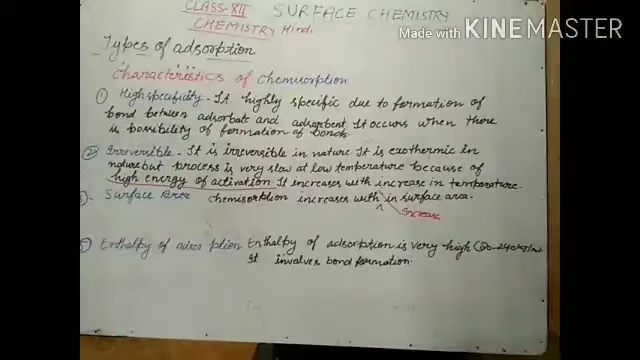 CLASS-XII SURFACE CHEMISTRY
CHEMISTRY Hindi
Made with KINEMASTER
Types of adsorption
Characteristics of chemisorption
① High specificity - It highly specific due to formation of
bond between adsorbate and adsorbent. It occurs when there
is possibility of formation of bonds.
② Irreversible - It is irreversible in nature. It is exothermic in
nature but process is very slow at low temperature because of
high energy of activation It increases with increase in temperature.
Surface Area chemisorption increases with in surface area.
^ Increase
Enthalpy of adsorption Enthalpy of adsorption is very high
It involves bond formation.